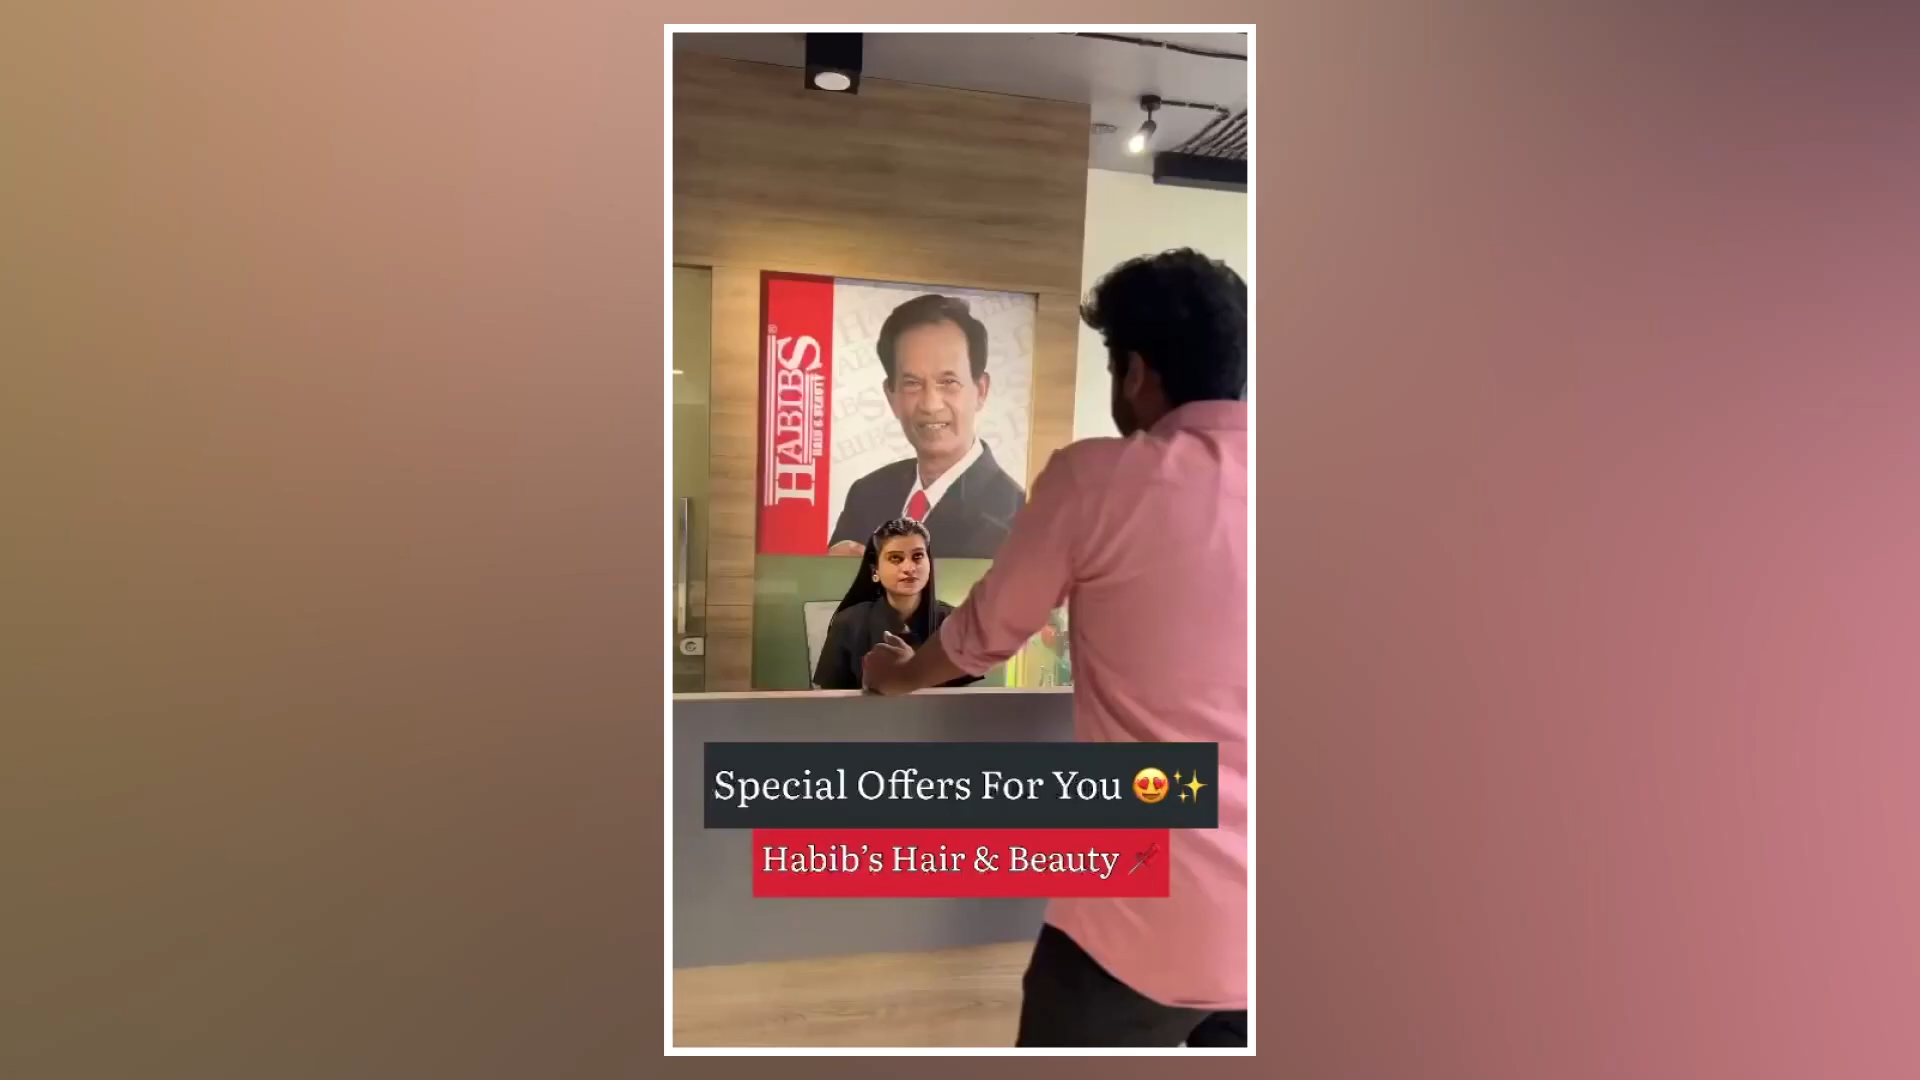 HABIBS®
HAIR & BEAUTY
Special Offers For You 😍✨
Habib’s Hair & Beauty